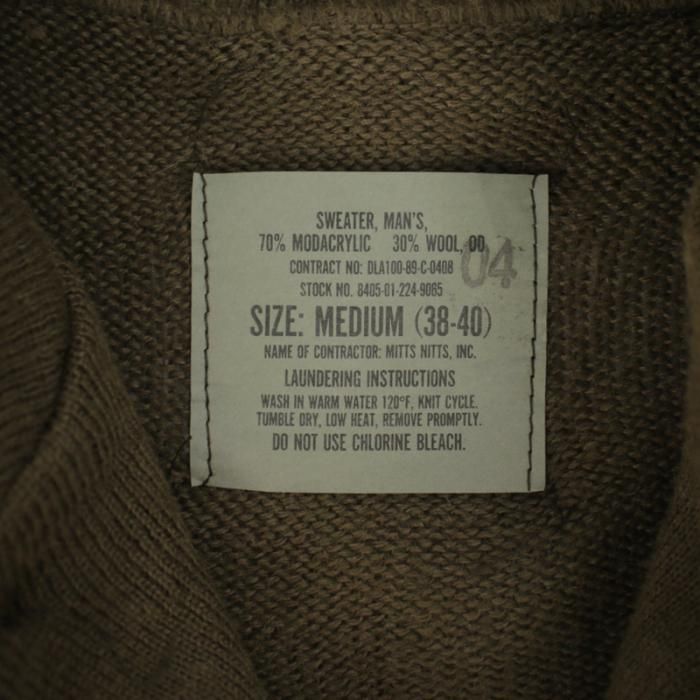 SWEATER, MAN'S,
70% MODACRYLIC 30% WOOL, OD
CONTRACT NO: DLA100-89-C-0408
04
STOCK NO. 8405-01-224-9065
SIZE: MEDIUM (38-40)
NAME OF CONTRACTOR: MITTS NITTS, INC.
LAUNDERING INSTRUCTIONS
WASH IN WARM WATER 120°F, KNIT CYCLE.
TUMBLE DRY, LOW HEAT, REMOVE PROMPTLY.
DO NOT USE CHLORINE BLEACH.